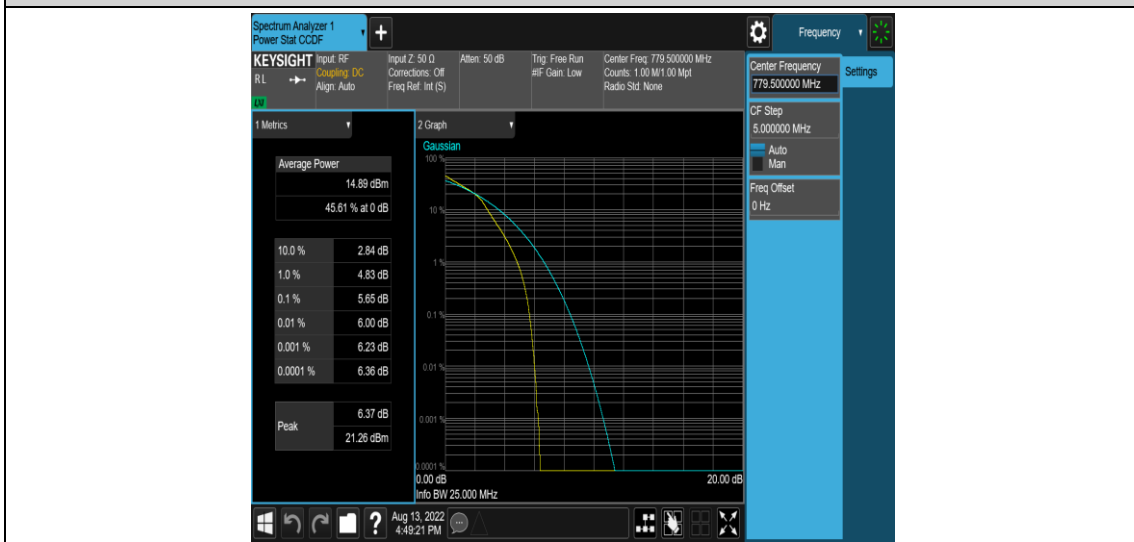 Spectrum Analyzer 1
Power Stat CCDF
Frequency
KEYSIGHT
RL
Input: RF
Coupling: DC
Align: Auto
Input Z: 50 Ω
Corrections: Off
Freq Ref: Int (S)
Atten: 50 dB
Trig: Free Run
#IF Gain: Low
Center Freq: 779.500000 MHz
Counts: 1.00 M/1.00 Mpt
Radio Std: None
Center Frequency
779.500000 MHz
Settings
CF Step
5.000000 MHz
Auto
Man
Freq Offset
0 Hz
1 Metrics
Average Power
14.89 dBm
45.61 % at 0 dB
10.0 % 2.84 dB
1.0 % 4.83 dB
0.1 % 5.65 dB
0.01 % 6.00 dB
0.001 % 6.23 dB
0.0001 % 6.36 dB
Peak
6.37 dB
21.26 dBm
2 Graph
Gaussian
100 %
10 %
1 %
0.1 %
0.01 %
0.001 %
0.0001 %
0.00 dB 20.00 dB
Info BW 25.000 MHz
Aug 13, 2022
4:49:21 PM